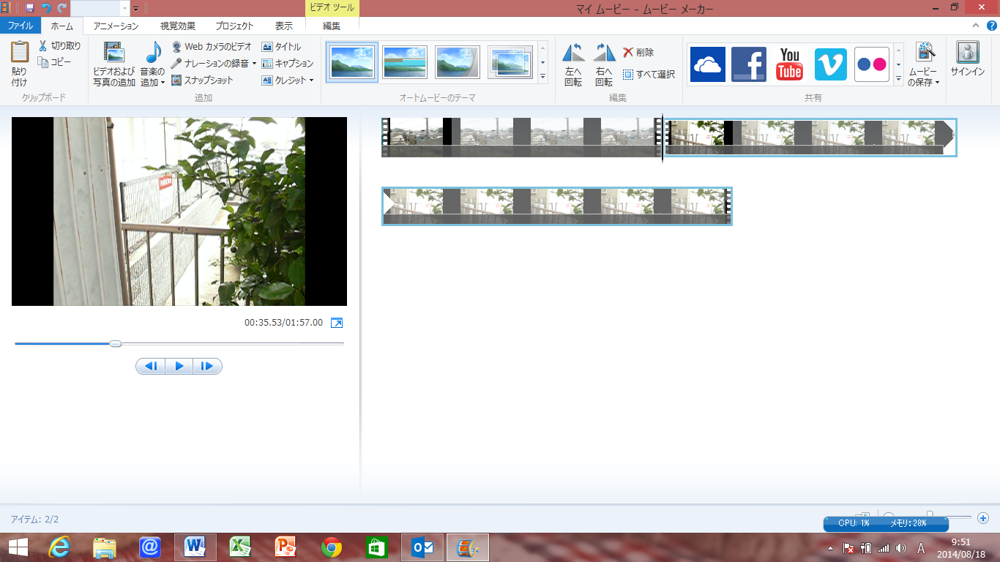 ビデオ ツール
マイ ムービー - ムービー メーカー
ファイル
ホーム
アニメーション
視覚効果
プロジェクト
表示
編集
貼り
付け
切り取り
コピー
クリップボード
ビデオおよび
写真の追加
音楽の
追加
Web カメラのビデオ
ナレーションの録音
スナップショット
タイトル
キャプション
クレジット
追加
オートムービーのテーマ
左へ
回転
右へ
回転
削除
すべて選択
編集
You
Tube
共有
ムービー
の保存
サインイン
00:35.53/01:57.00
アイテム: 2/2
CPU: 1% メモリ: 28%
A
9:51
2014/08/18